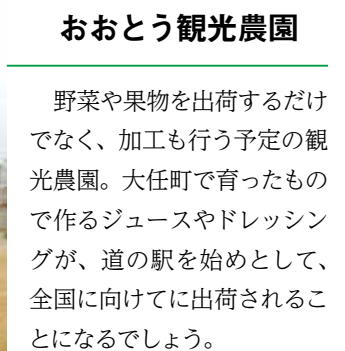 おおとう観光農園
　野菜や果物を出荷するだけ
でなく、加工も行う予定の観
光農園。大任町で育ったもの
で作るジュースやドレッシン
グが、道の駅を始めとして、
全国に向けてに出荷されるこ
とになるでしょう。